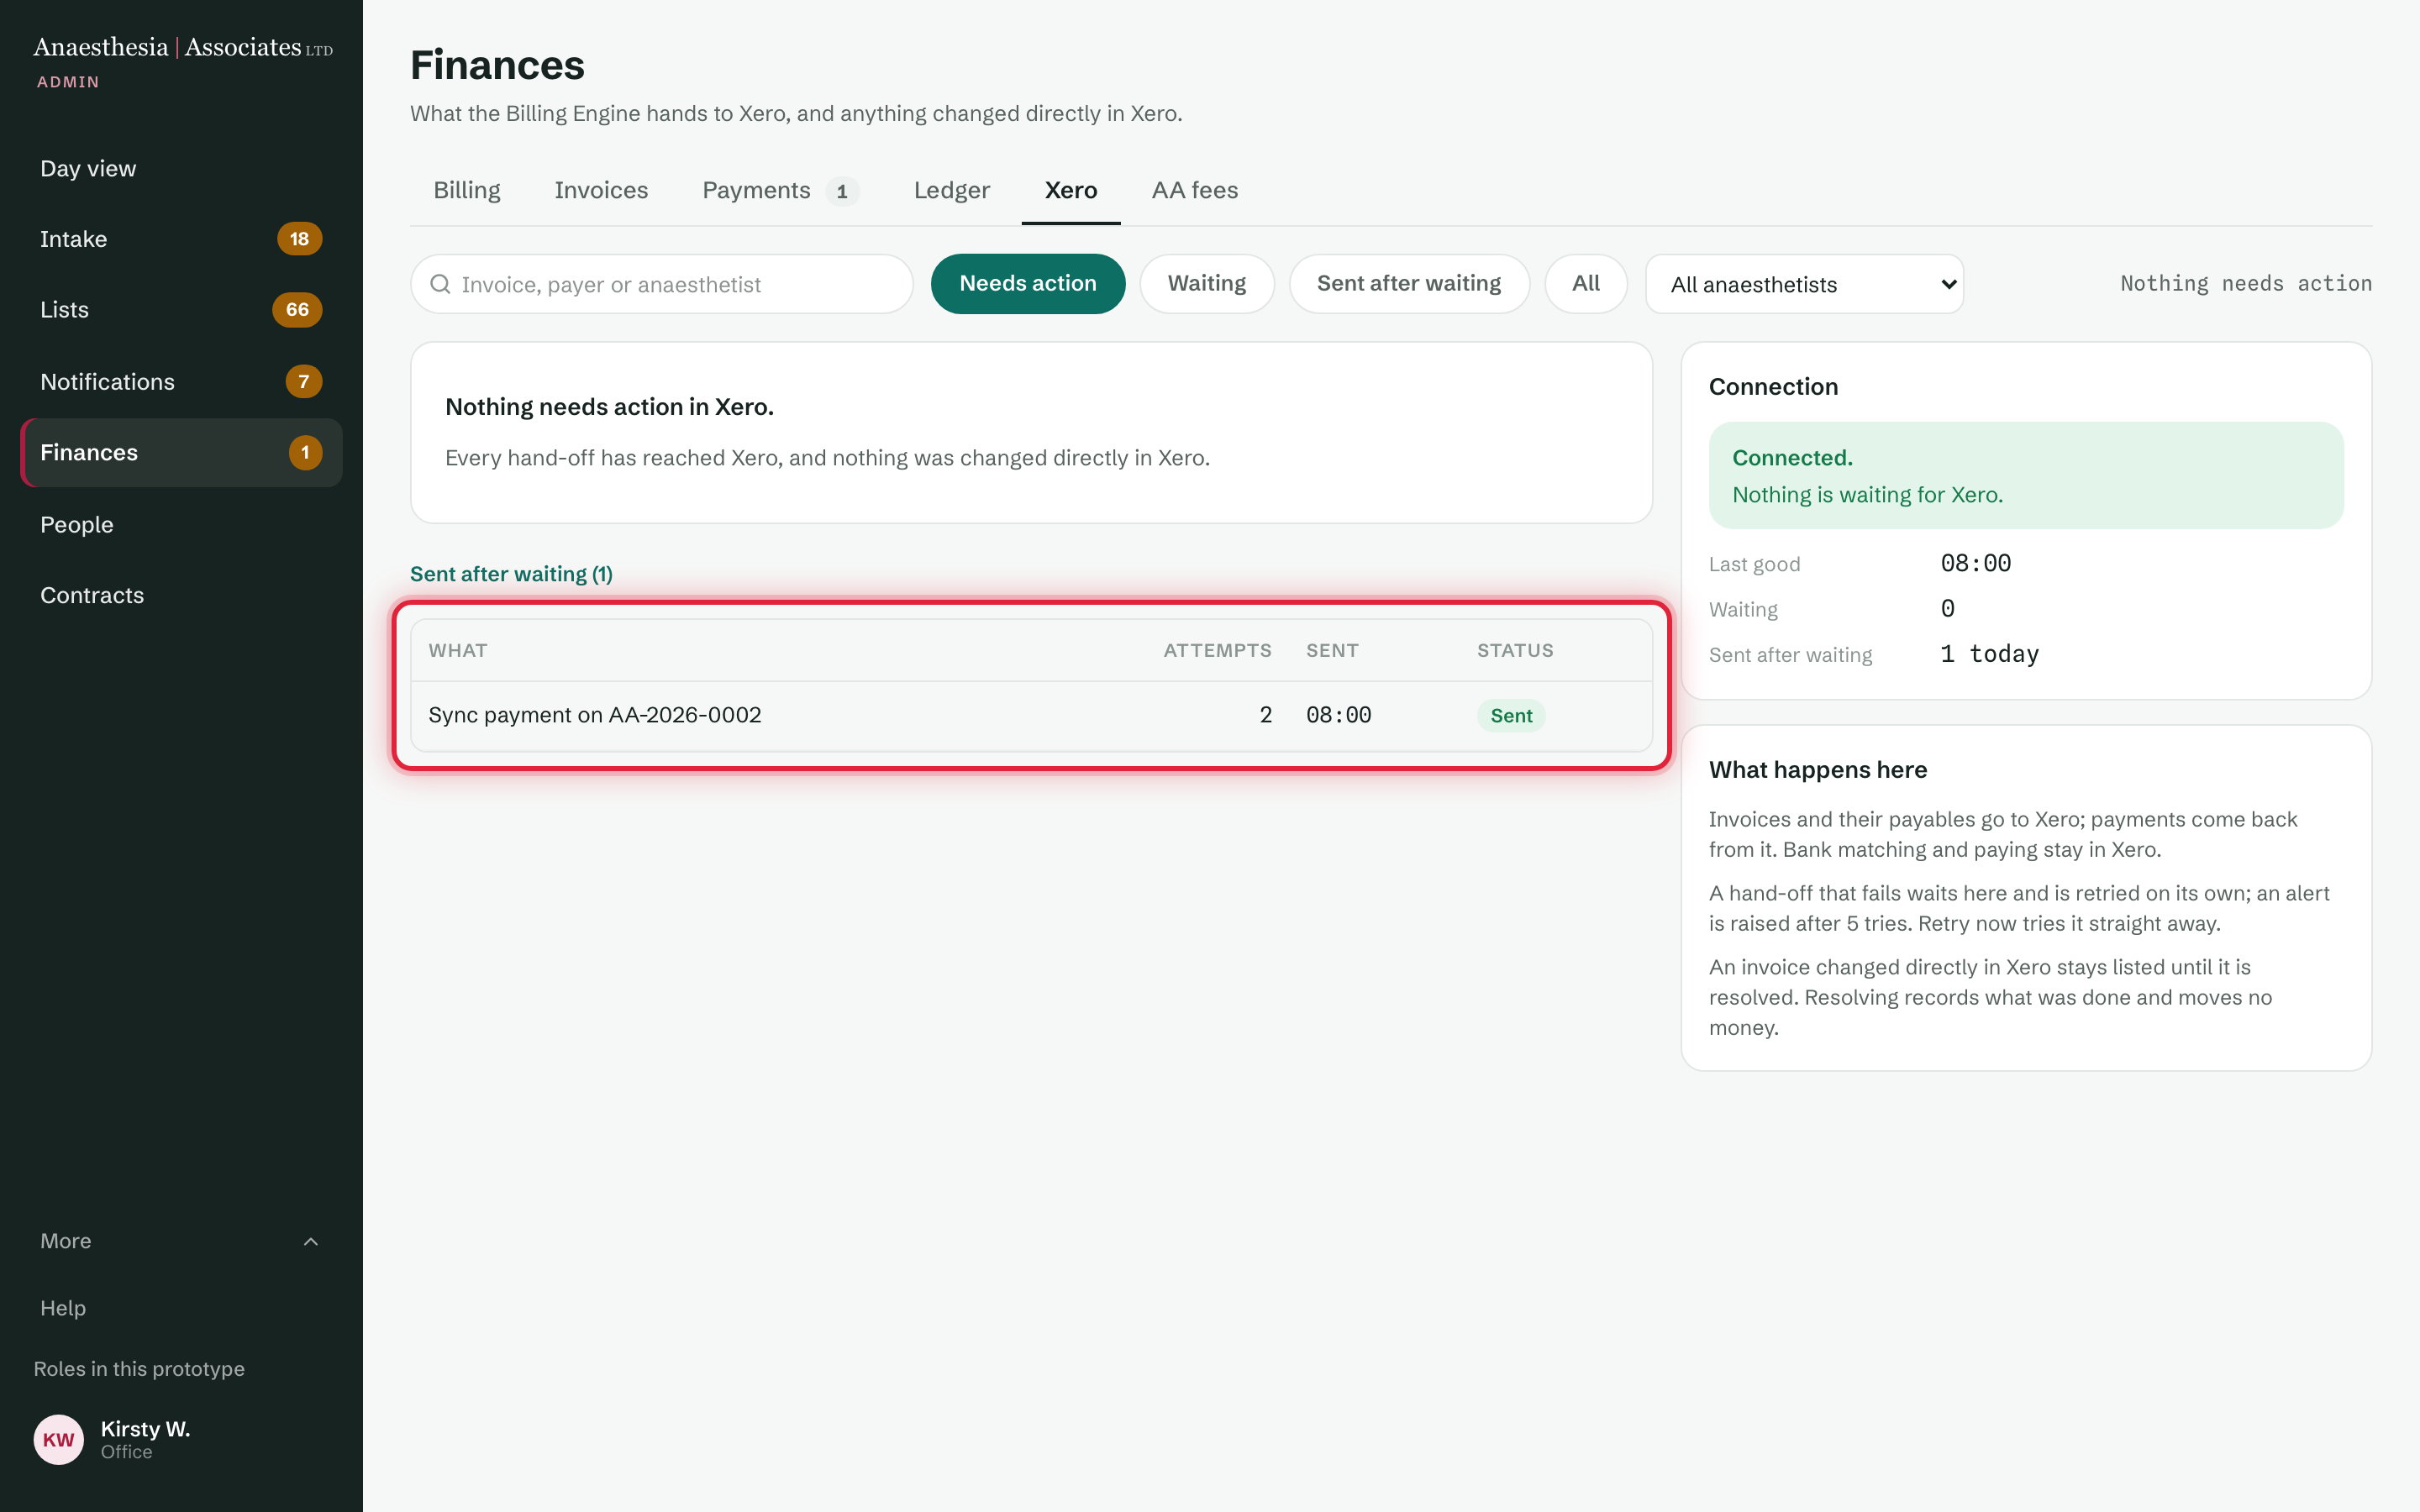 Anaesthesia | Associates LTD
ADMIN
Day view
Intake 18
Lists 66
Notifications 7
Finances 1
People
Contracts
More
Help
Roles in this prototype
KW
Kirsty W.
Office
Finances
What the Billing Engine hands to Xero, and anything changed directly in Xero.
Billing Invoices Payments 1 Ledger Xero AA fees
Invoice, payer or anaesthetist Needs action Waiting Sent after waiting All All anaesthetists Nothing needs action
Nothing needs action in Xero.
Every hand-off has reached Xero, and nothing was changed directly in Xero.
Sent after waiting (1)
WHAT ATTEMPTS SENT STATUS
Sync payment on AA-2026-0002 2 08:00 Sent
Connection
Connected.
Nothing is waiting for Xero.
Last good 08:00
Waiting 0
Sent after waiting 1 today
What happens here
Invoices and their payables go to Xero; payments come back
from it. Bank matching and paying stay in Xero.
A hand-off that fails waits here and is retried on its own; an alert
is raised after 5 tries. Retry now tries it straight away.
An invoice changed directly in Xero stays listed until it is
resolved. Resolving records what was done and moves no
money.